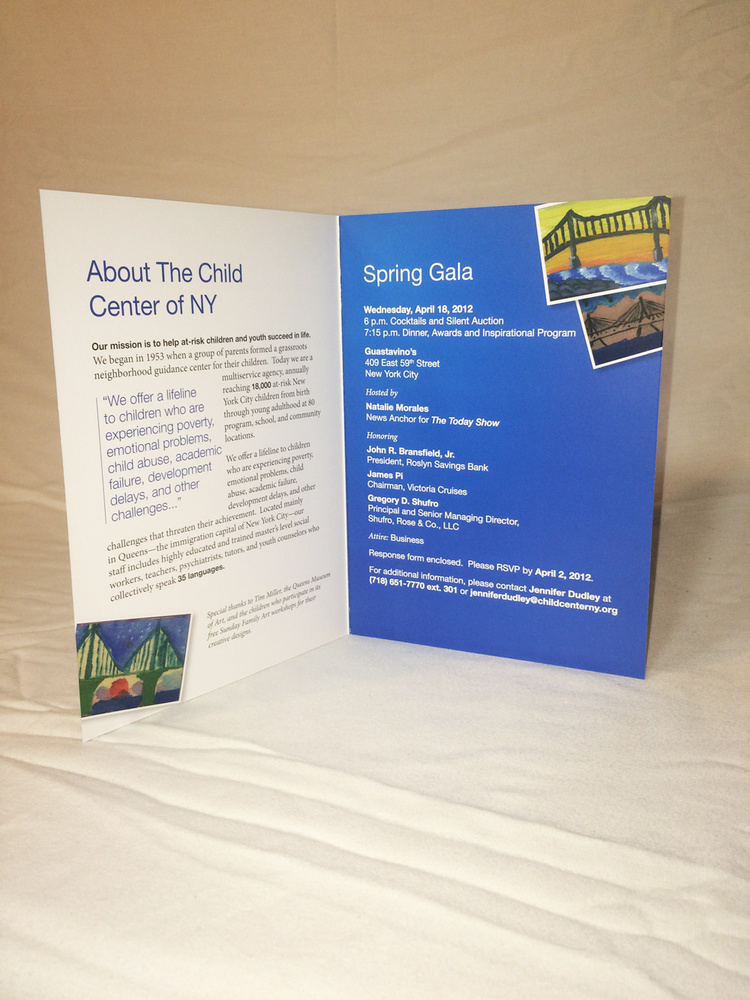 About The Child
Center of NY
Our mission is to help at-risk children and youth succeed in life.
We began in 1953 when a group of parents formed a grassroots
neighborhood guidance center for their children. Today we are a
multiservice agency, annually
reaching 18,000 at-risk New
York City children from birth
through young adulthood at 80
program, school, and community
locations.
"We offer a lifeline
to children who are
experiencing poverty,
emotional problems,
child abuse, academic
failure, development
delays, and other
challenges..."
We offer a lifeline to children
who are experiencing poverty,
emotional problems, child
abuse, academic failure,
development delays, and other
challenges that threaten their achievement. Located mainly
in Queens—the immigration capital of New York City—our
staff includes highly educated and trained master's level social
workers, teachers, psychiatrists, tutors, and youth counselors who
collectively speak 35 languages.
Special thanks to Tim Miller, the Queens Museum
of Art, and the children who participate in its
free Sunday Family Art workshops for their
creative designs.
Spring Gala
Wednesday, April 18, 2012
6 p.m. Cocktails and Silent Auction
7:15 p.m. Dinner, Awards and Inspirational Program
Guastavino's
409 East 59th Street
New York City
Hosted by
Natalie Morales
News Anchor for The Today Show
Honoring
John R. Bransfield, Jr.
President, Roslyn Savings Bank
James Pi
Chairman, Victoria Cruises
Gregory D. Shufro
Principal and Senior Managing Director,
Shufro, Rose & Co., LLC
Attire: Business
Response form enclosed. Please RSVP by April 2, 2012.
For additional information, please contact Jennifer Dudley at
(718) 651-7770 ext. 301 or jenniferdudley@childcenterny.org